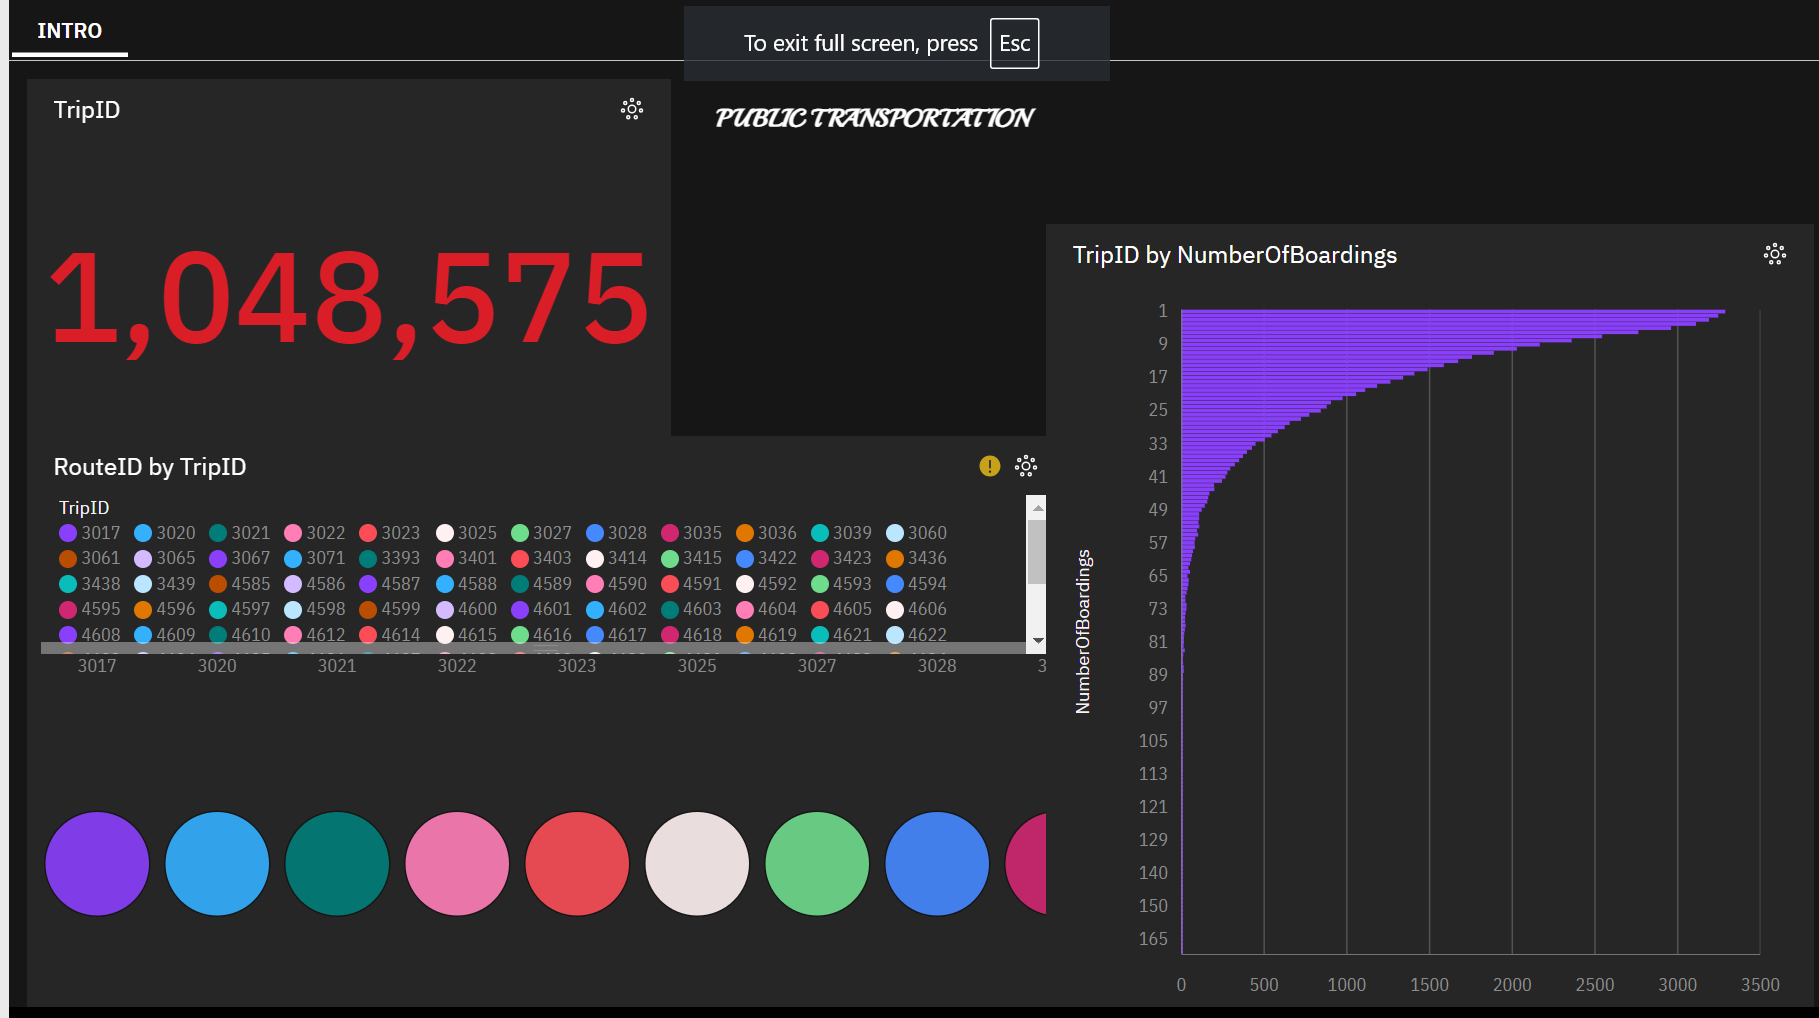 INTRO
To exit full screen, press Esc
TripID
PUBLIC TRANSPORTATION
1,048,575
RouteID by TripID
TripID
3017 3020 3021 3022 3023 3025 3027 3028 3035 3036 3039 3060
3061 3065 3067 3071 3393 3401 3403 3414 3415 3422 3423 3436
3438 3439 4585 4586 4587 4588 4589 4590 4591 4592 4593 4594
4595 4596 4597 4598 4599 4600 4601 4602 4603 4604 4605 4606
4608 4609 4610 4612 4614 4615 4616 4617 4618 4619 4621 4622
3017 3020 3021 3022 3023 3025 3027 3028 3
TripID by NumberOfBoardings
NumberOfBoardings
1
9
17
25
33
41
49
57
65
73
81
89
97
105
113
121
129
140
150
165
0 500 1000 1500 2000 2500 3000 3500